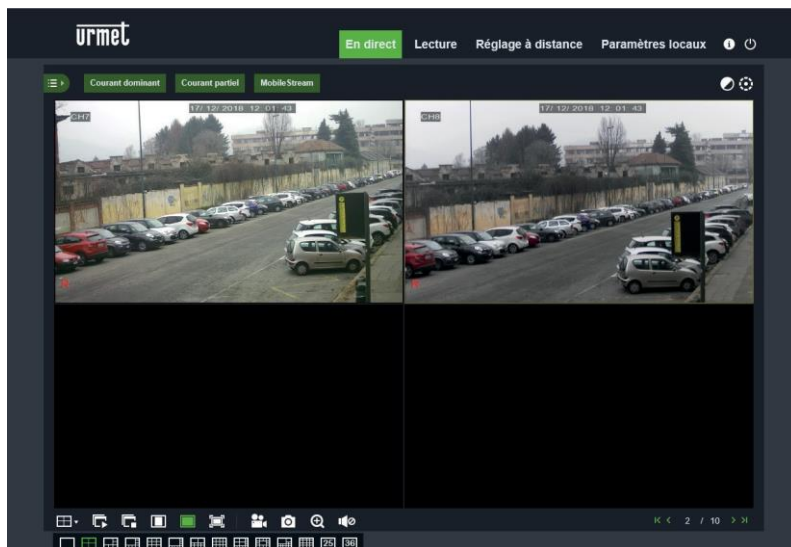 urmet
En direct Lecture Réglage à distance Paramètres locaux
Courant dominant Courant partiel MobileStream
CH7 17/12/2018 12:01:43
CH8 17/12/2018 12:01:43
R R
2 / 10
25 36